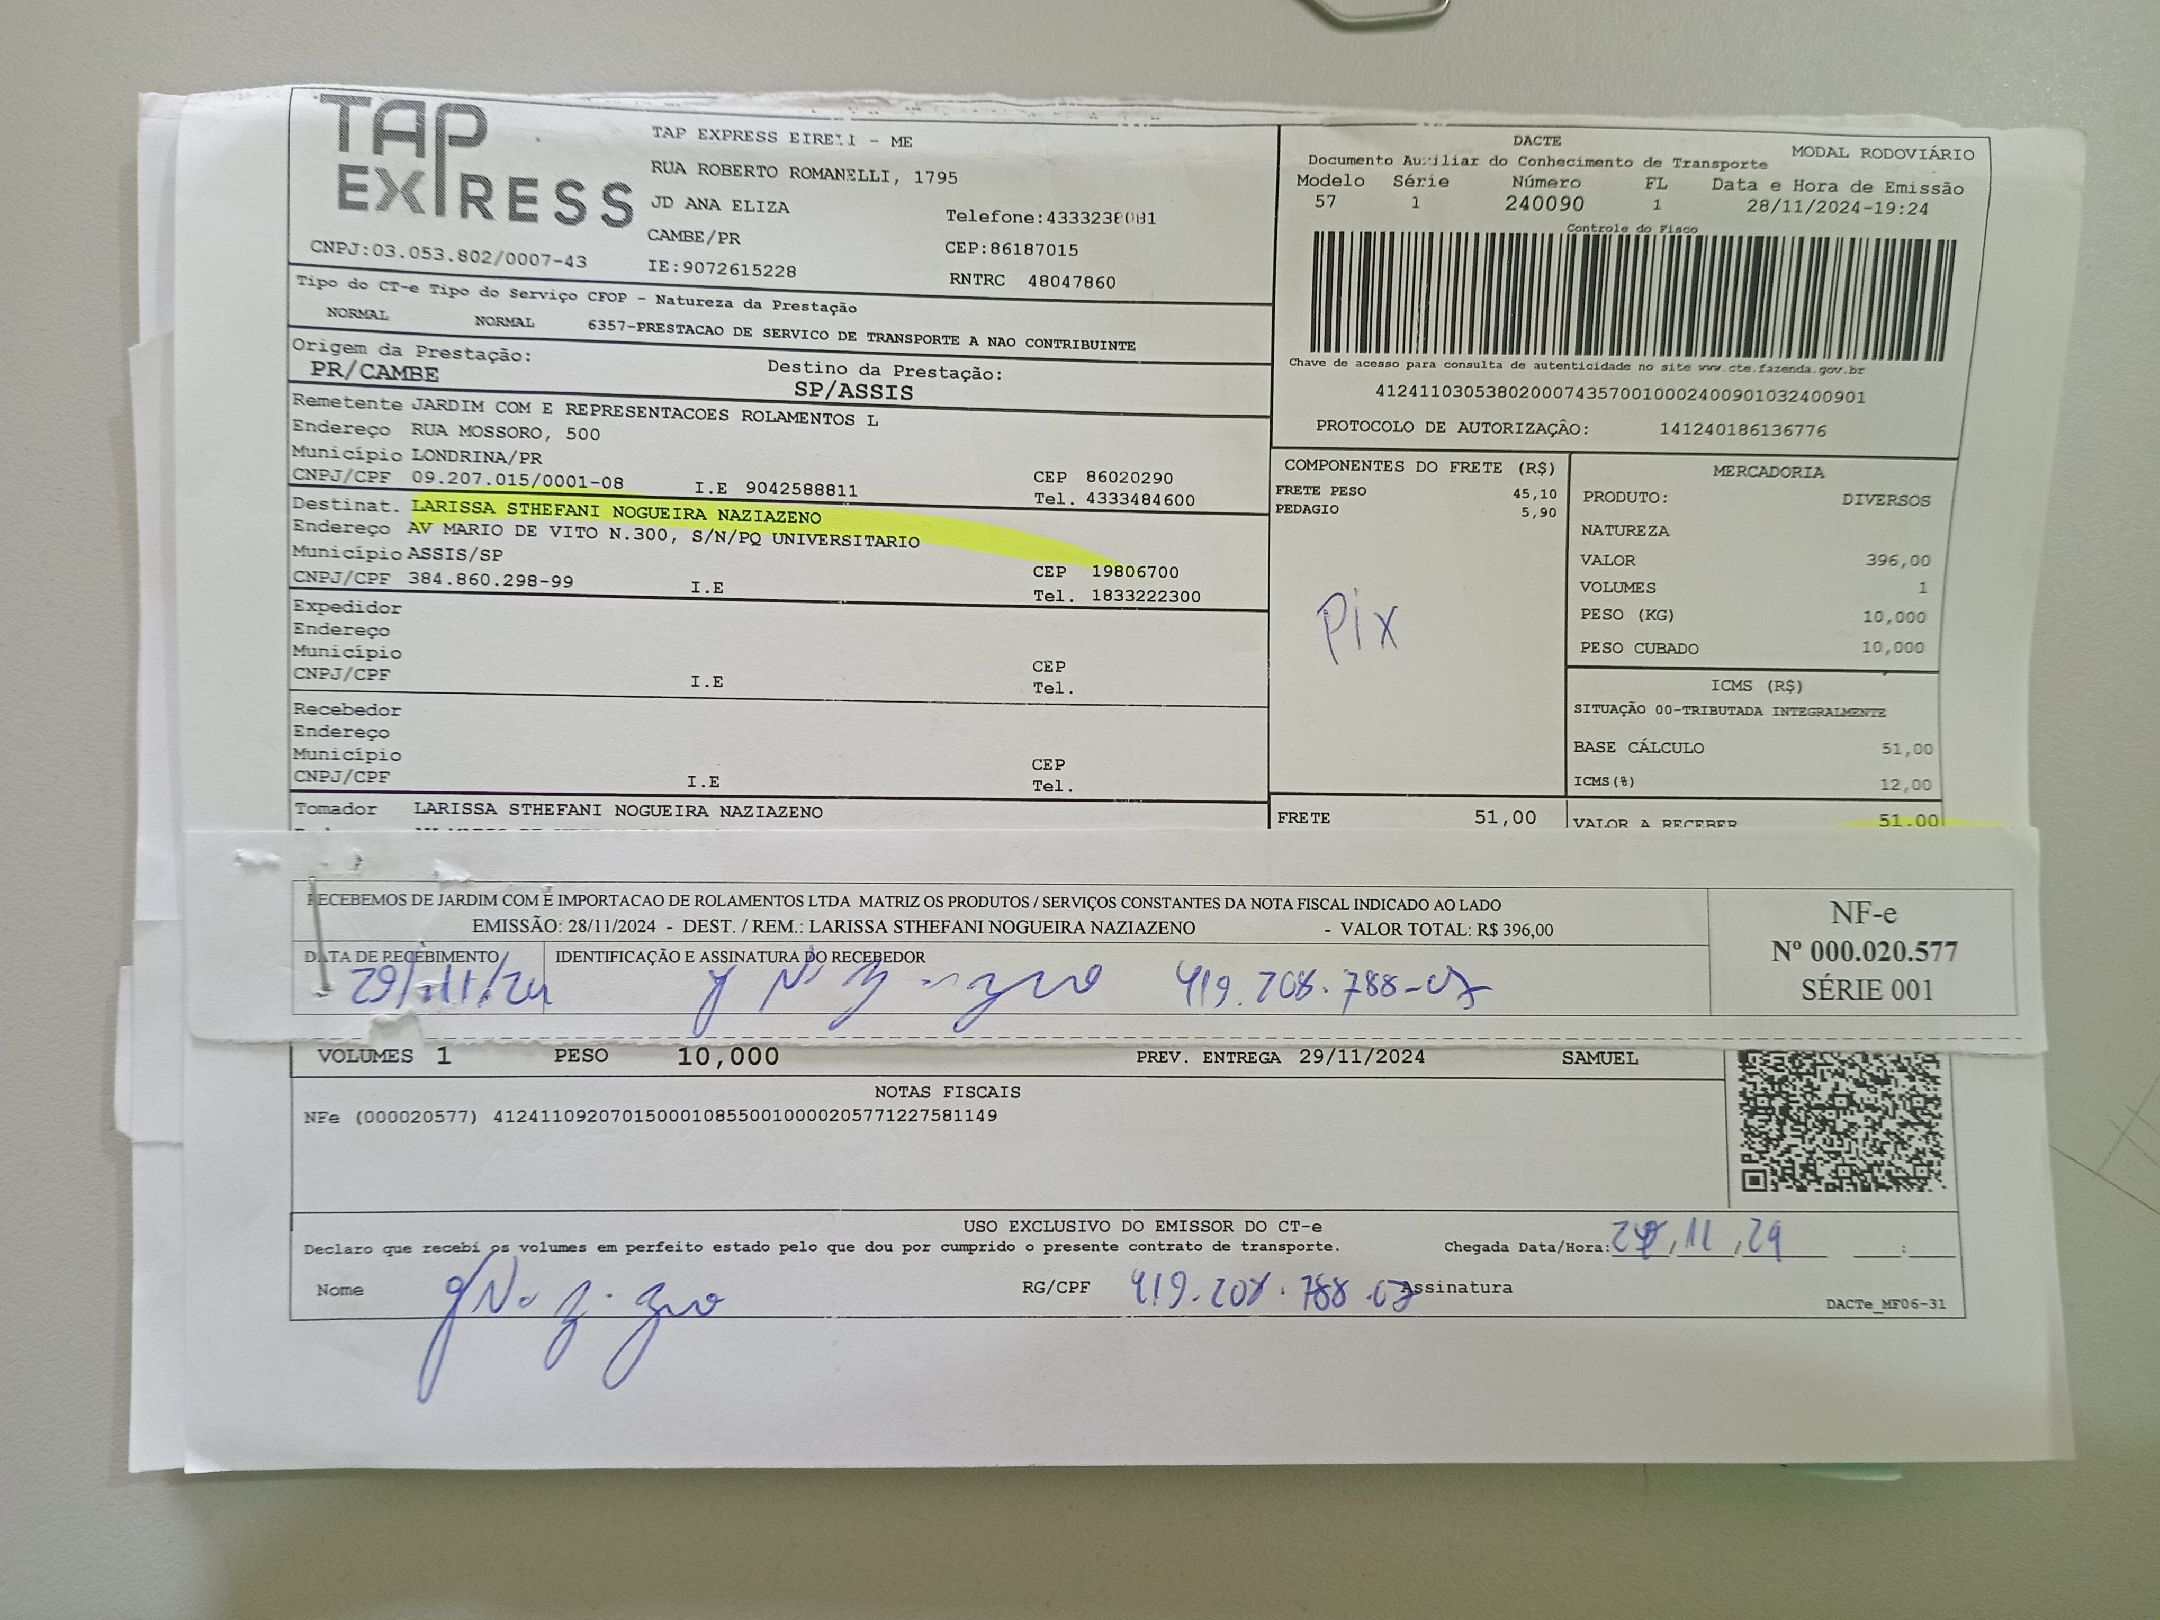 TAP EXPRESS
TAP EXPRESS EIRELI - ME
RUA ROBERTO ROMANELLI, 1795
JD ANA ELIZA
Telefone:4333238081
CAMBE/PR
CEP:86187015
CNPJ:03.053.802/0007-43
IE:9072615228
RNTRC 48047860
DACTE
MODAL RODOVIÁRIO
Documento Auxiliar do Conhecimento de Transporte
Modelo Série Número FL Data e Hora de Emissão
57 1 240090 1 28/11/2024-19:24
Controle do Fisco
Chave de acesso para consulta de autenticidade no site www.cte.fazenda.gov.br
41241103053802000743570010002400901032400901
PROTOCOLO DE AUTORIZAÇÃO: 141240186136776
Tipo do CT-e Tipo do Serviço CFOP - Natureza da Prestação
NORMAL NORMAL 6357-PRESTACAO DE SERVICO DE TRANSPORTE A NAO CONTRIBUINTE
Origem da Prestação: Destino da Prestação:
PR/CAMBE SP/ASSIS
Remetente JARDIM COM E REPRESENTACOES ROLAMENTOS L
Endereço RUA MOSSORO, 500
Município LONDRINA/PR CEP 86020290
CNPJ/CPF 09.207.015/0001-08 I.E 9042588811 Tel. 4333484600
Destinat. LARISSA STHEFANI NOGUEIRA NAZIAZENO
Endereço AV MARIO DE VITO N.300, S/N/PQ UNIVERSITARIO
Município ASSIS/SP CEP 19806700
CNPJ/CPF 384.860.298-99 I.E Tel. 1833222300
Expedidor
Endereço
Município CEP
CNPJ/CPF I.E Tel.
Recebedor
Endereço
Município CEP
CNPJ/CPF I.E Tel.
Tomador LARISSA STHEFANI NOGUEIRA NAZIAZENO
COMPONENTES DO FRETE (R$)
FRETE PESO 45,10
PEDAGIO 5,90
Pix
FRETE 51,00
MERCADORIA
PRODUTO: DIVERSOS
NATUREZA
VALOR 396,00
VOLUMES 1
PESO (KG) 10,000
PESO CUBADO 10,000
ICMS (R$)
SITUAÇÃO 00-TRIBUTADA INTEGRALMENTE
BASE CÁLCULO 51,00
ICMS(%) 12,00
VALOR A RECEBER 51,00
RECEBEMOS DE JARDIM COM E IMPORTACAO DE ROLAMENTOS LTDA MATRIZ OS PRODUTOS / SERVIÇOS CONSTANTES DA NOTA FISCAL INDICADO AO LADO
EMISSÃO: 28/11/2024 - DEST. / REM.: LARISSA STHEFANI NOGUEIRA NAZIAZENO - VALOR TOTAL: R$ 396,00
DATA DE RECEBIMENTO IDENTIFICAÇÃO E ASSINATURA DO RECEBEDOR
29/11/24 419.208.788-07
NF-e
Nº 000.020.577
SÉRIE 001
VOLUMES 1 PESO 10,000 PREV. ENTREGA 29/11/2024 SAMUEL
NOTAS FISCAIS
NFe (000020577) 41241109207015000108550010000205771227581149
USO EXCLUSIVO DO EMISSOR DO CT-e
Declaro que recebi os volumes em perfeito estado pelo que dou por cumprido o presente contrato de transporte. Chegada Data/Hora:
Nome RG/CPF 419.208.788.07 Assinatura
DACTe_MF06-31